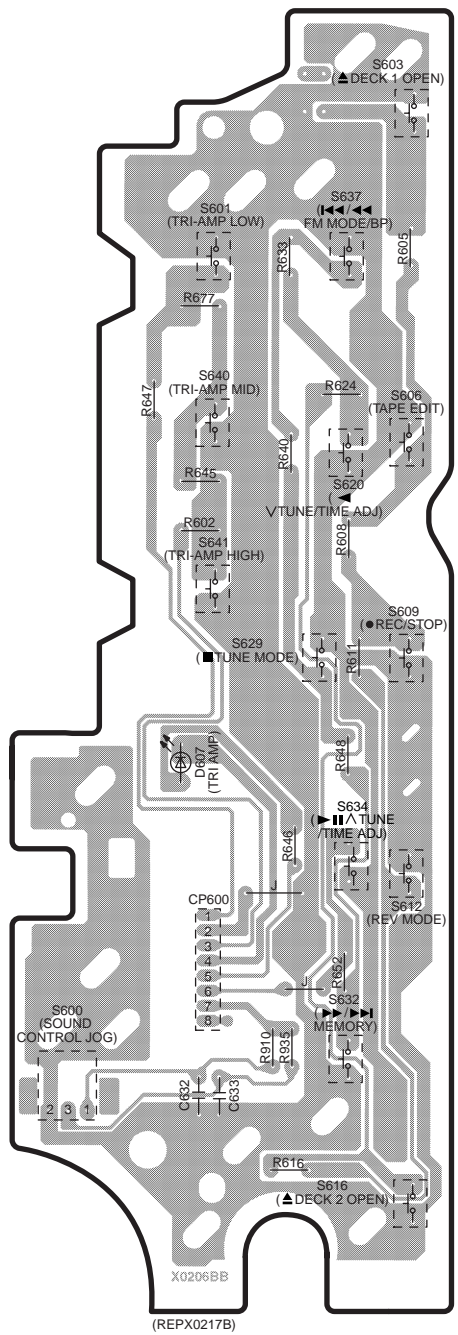 S603
(⏏DECK 1 OPEN)
S601
(TRI-AMP LOW)
S637
(I◀◀/◀◀
FM MODE/BP)
R633
R605
R677
R647
S640
(TRI-AMP MID)
R624
S606
(TAPE EDIT)
R640
R645
S620
(◀
∨TUNE/TIME ADJ)
R602
R608
S641
(TRI-AMP HIGH)
S609
(●REC/STOP)
S629
(■TUNE MODE)
R611
D607
(TRI AMP)
R648
S634
(▶❚❚∧TUNE
/TIME ADJ)
R646
J
S612
(REV MODE)
CP600
1
2
3
4
5
6
7
8
R652
J
S632
(▶▶/▶▶I
MEMORY)
S600
(SOUND
CONTROL JOG)
R910
R935
2 3 1
C632
C633
R616
S616
(⏏DECK 2 OPEN)
X0206BB
(REPX0217B)